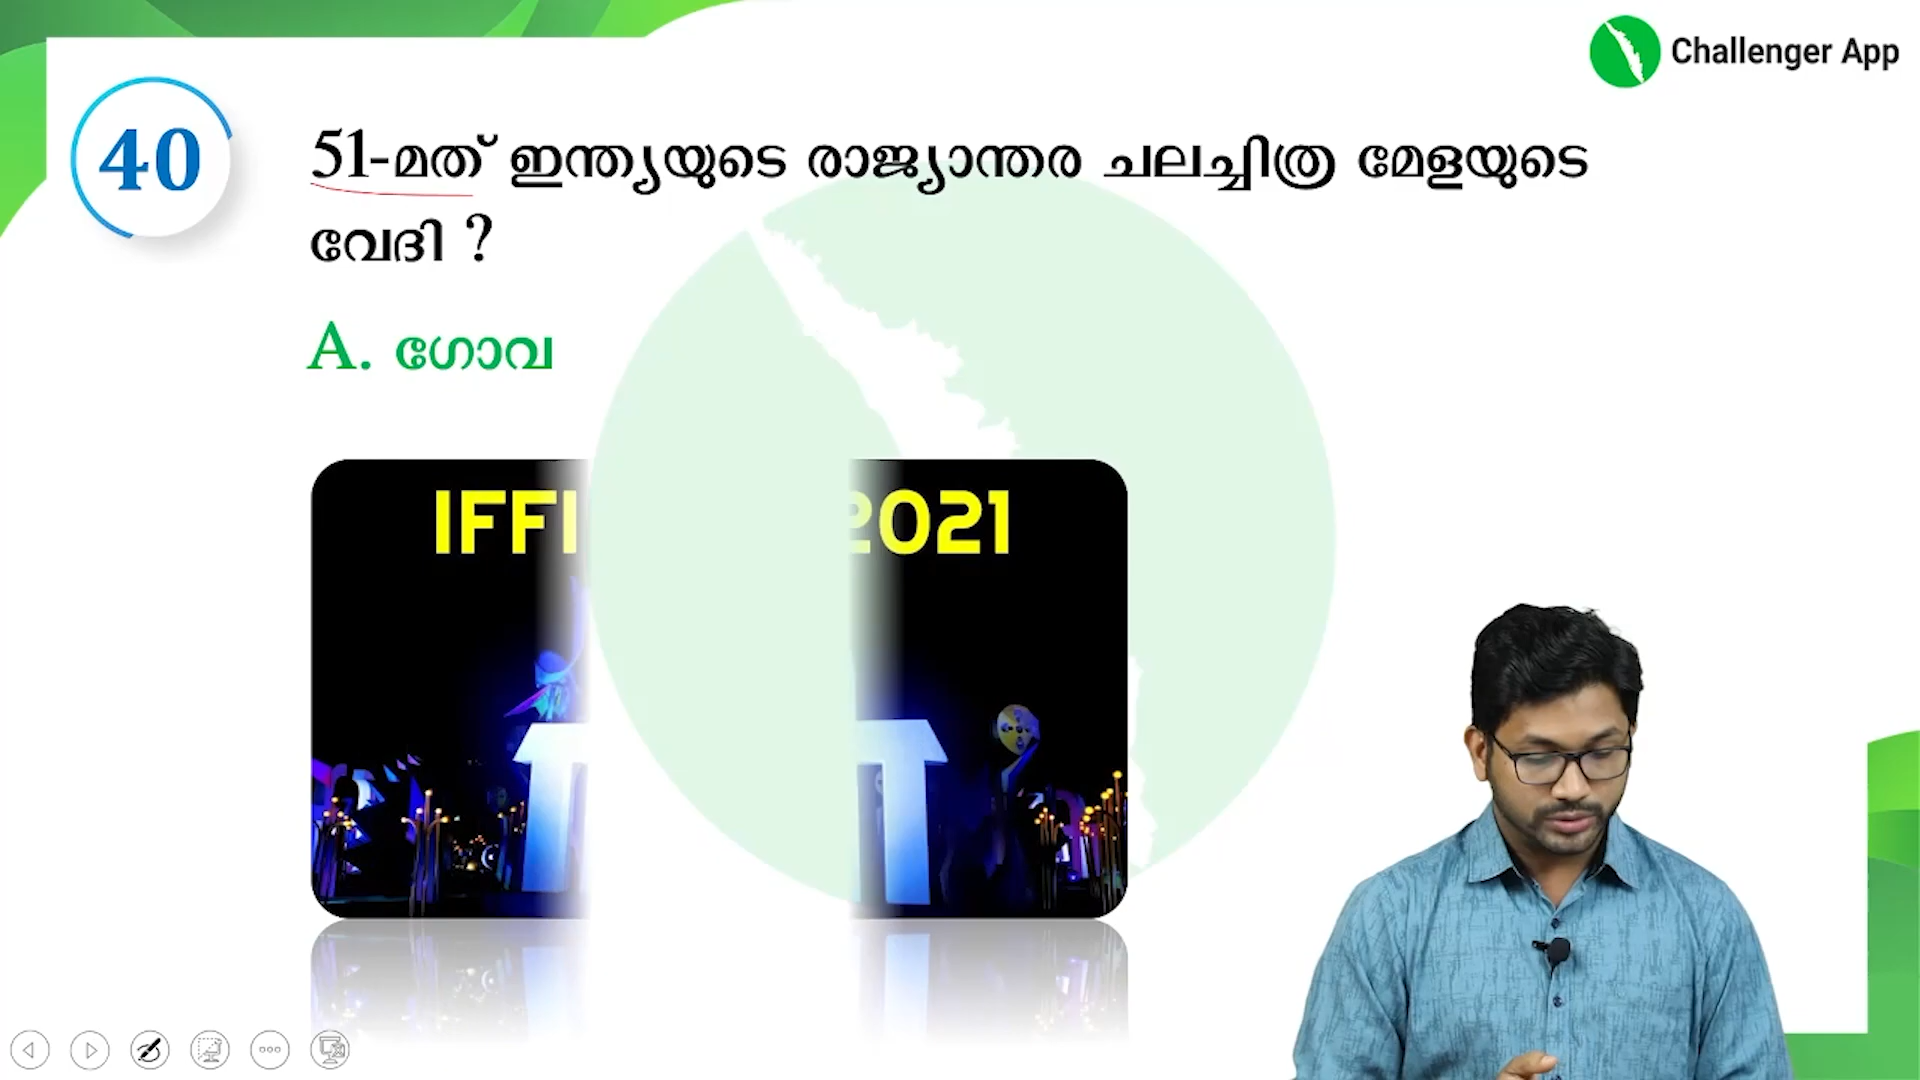 Challenger App
40
51-മത് ഇന്ത്യയുടെ രാജ്യാന്തര ചലച്ചിത്ര മേളയുടെ
വേദി ?
A. ഗോവ
IFFI 2021